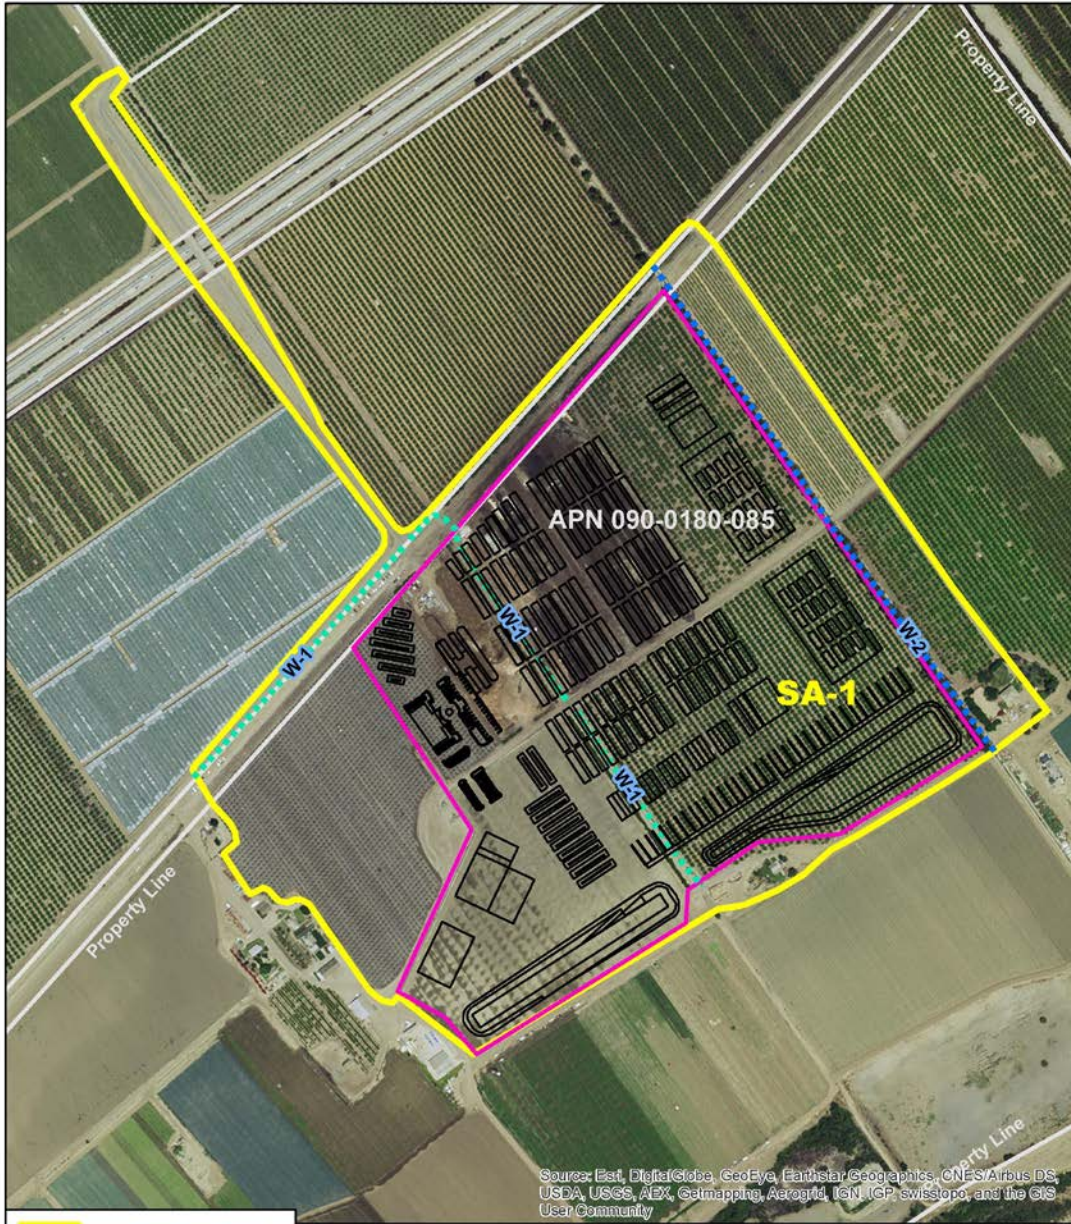 Property Line
APN 090-0180-085
W-1
W-1
W-2
SA-1
W-1
Property Line
Property Line
Source: Esri, DigitalGlobe, GeoEye, Earthstar Geographics, CNES/Airbus DS,
USDA, USGS, AEX, Getmapping, Aerogrid, IGN, IGP, swisstopo, and the GIS
User Community